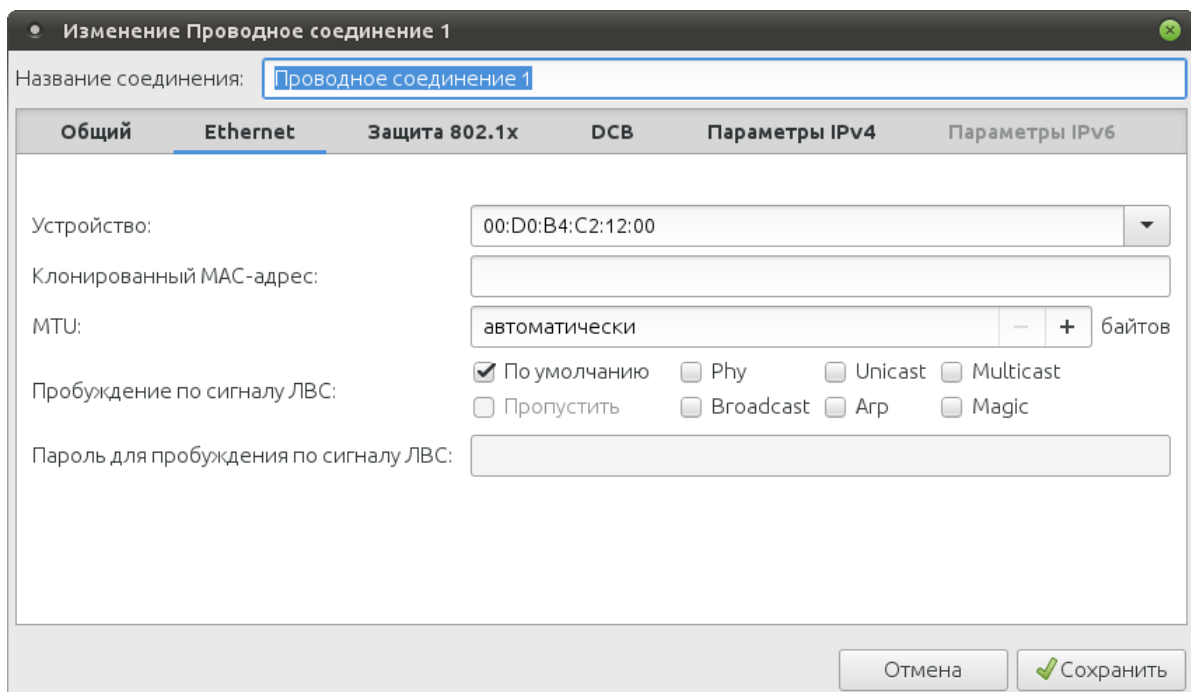 Изменение Проводное соединение 1
Название соединения: Проводное соединение 1
Общий Ethernet Защита 802.1x DCB Параметры IPv4 Параметры IPv6
Устройство: 00:D0:B4:C2:12:00
Клонированный MAC-адрес:
MTU: автоматически − + байтов
Пробуждение по сигналу ЛВС:
По умолчанию Phy Unicast Multicast
Пропустить Broadcast Arp Magic
Пароль для пробуждения по сигналу ЛВС:
Отмена Сохранить